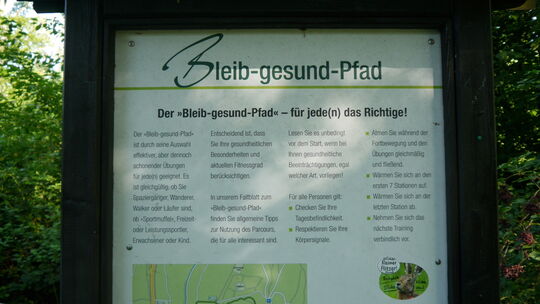 Bleib-gesund-Pfad
Der »Bleib-gesund-Pfad« – für jede(n) das Richtige!
Der »Bleib-gesund-Pfad«
ist durch seine Auswahl
effektiver, aber dennoch
schonender Übungen
für jede(n) geeignet. Es
ist gleichgültig, ob Sie
Spaziergänger, Wanderer,
Walker oder Läufer sind,
ob »Sportmuffel«, Freizeit-
oder Leistungssportler,
Erwachsener oder Kind.
Entscheidend ist, dass
Sie Ihre gesundheitlichen
Besonderheiten und
aktuellen Fitnessgrad
berücksichtigen.
In unserem Faltblatt zum
»Bleib-gesund-Pfad«
finden Sie allgemeine Tipps
zur Nutzung des Parcours,
die für alle interessant sind.
Lesen Sie es unbedingt
vor dem Start, wenn bei
Ihnen gesundheitliche
Beeinträchtigungen, egal
welcher Art, vorliegen!
Für alle Personen gilt:
Checken Sie Ihre
Tagesbefindlichkeit.
Respektieren Sie Ihre
Körpersignale.
Atmen Sie während der
Fortbewegung und den
Übungen gleichmäßig
und fließend.
Wärmen Sie sich an den
ersten 7 Stationen auf.
Wärmen Sie sich an der
letzten Station ab.
Nehmen Sie sich das
nächste Training
verbindlich vor.
kleiner